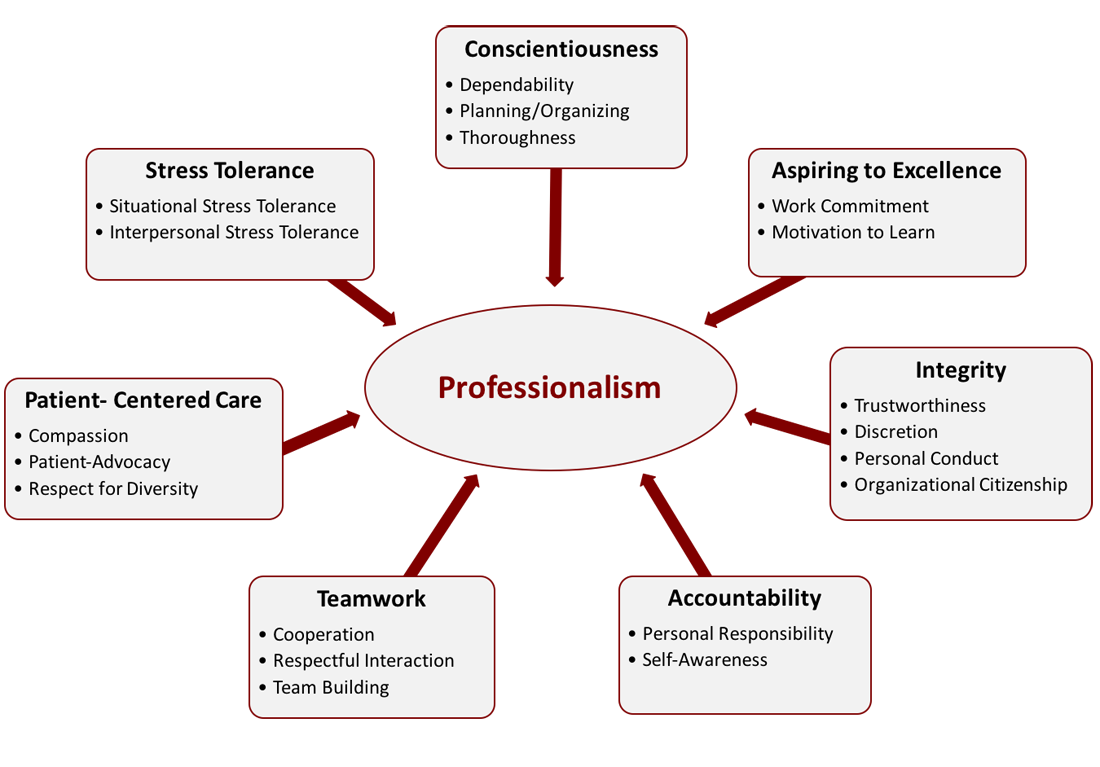 Conscientiousness
• Dependability
• Planning/Organizing
• Thoroughness
Stress Tolerance
• Situational Stress Tolerance
• Interpersonal Stress Tolerance
Aspiring to Excellence
• Work Commitment
• Motivation to Learn
Professionalism
Patient- Centered Care
• Compassion
• Patient-Advocacy
• Respect for Diversity
Integrity
• Trustworthiness
• Discretion
• Personal Conduct
• Organizational Citizenship
Teamwork
• Cooperation
• Respectful Interaction
• Team Building
Accountability
• Personal Responsibility
• Self-Awareness